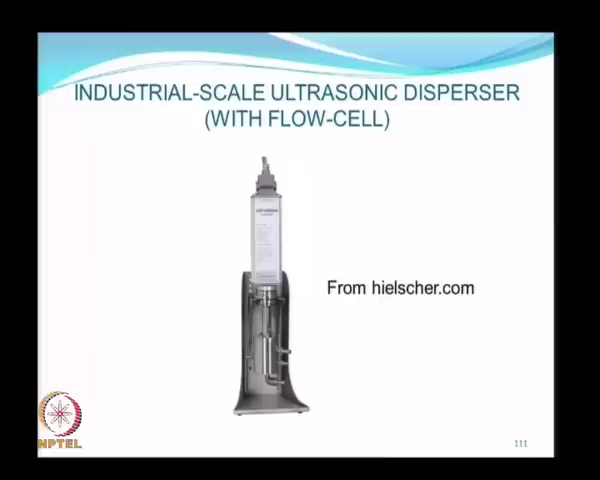 INDUSTRIAL-SCALE ULTRASONIC DISPERSER
(WITH FLOW-CELL)
From hielscher.com
NPTEL
111